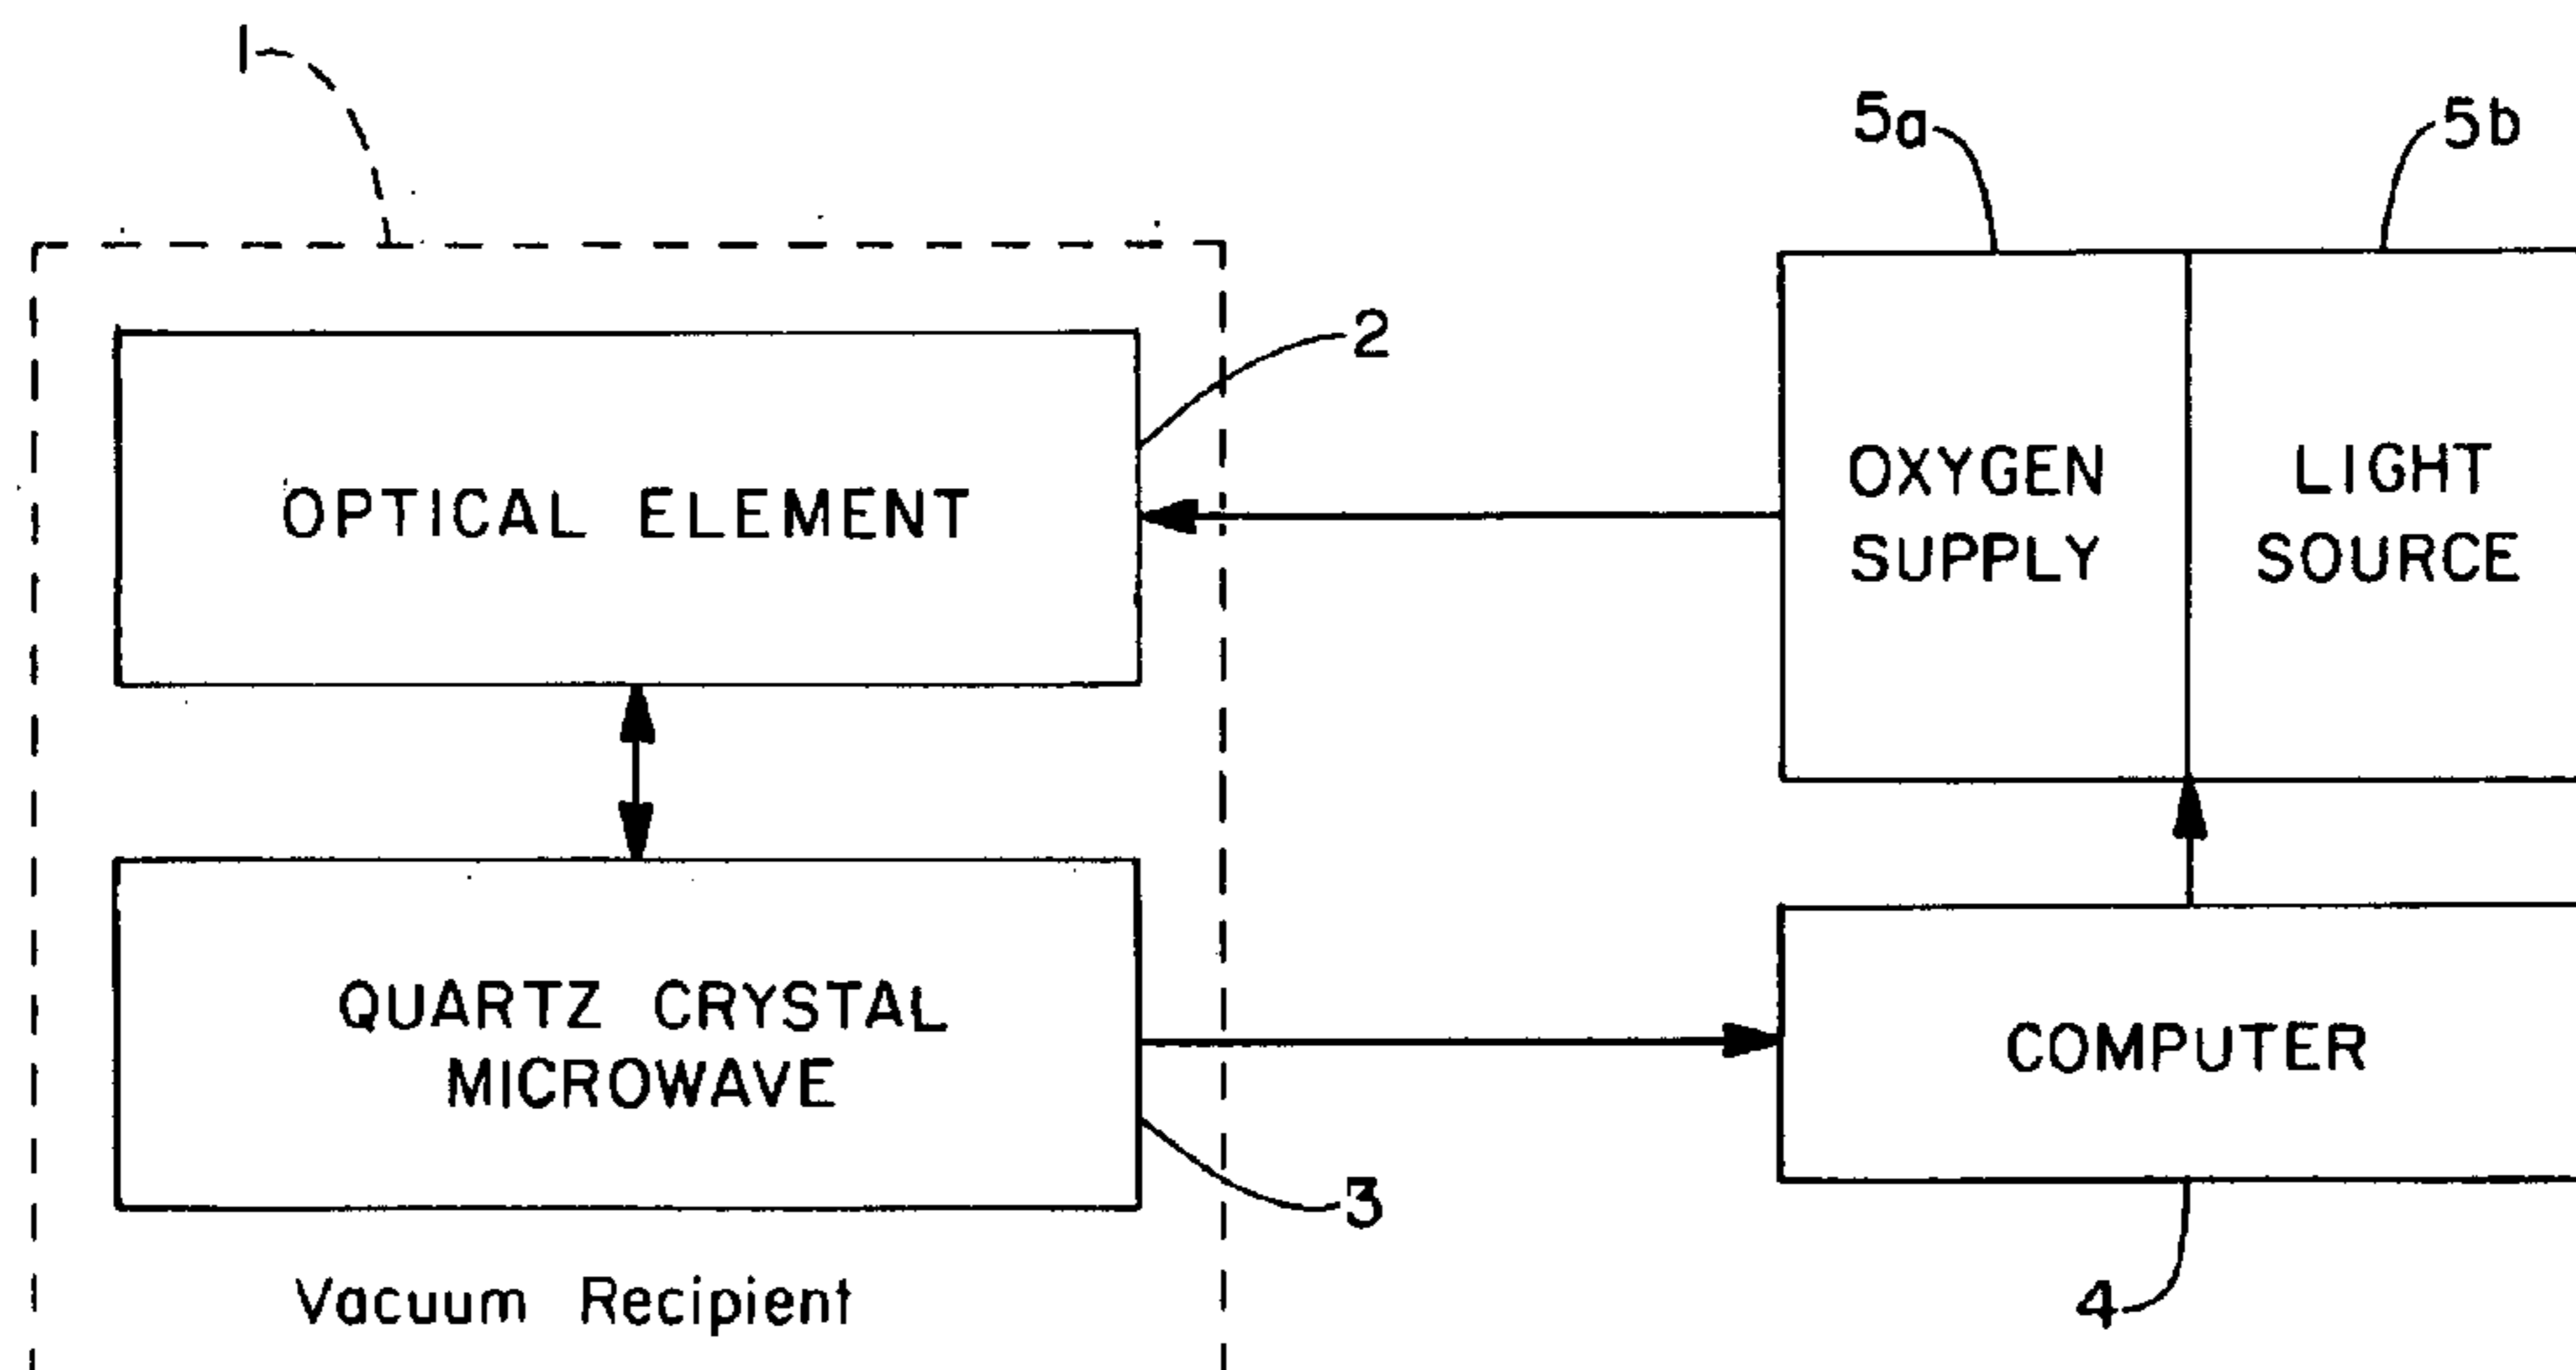 1
5a
5b
2
OPTICAL ELEMENT
OXYGEN
SUPPLY
LIGHT
SOURCE
QUARTZ CRYSTAL
MICROWAVE
COMPUTER
3
Vacuum Recipient
4